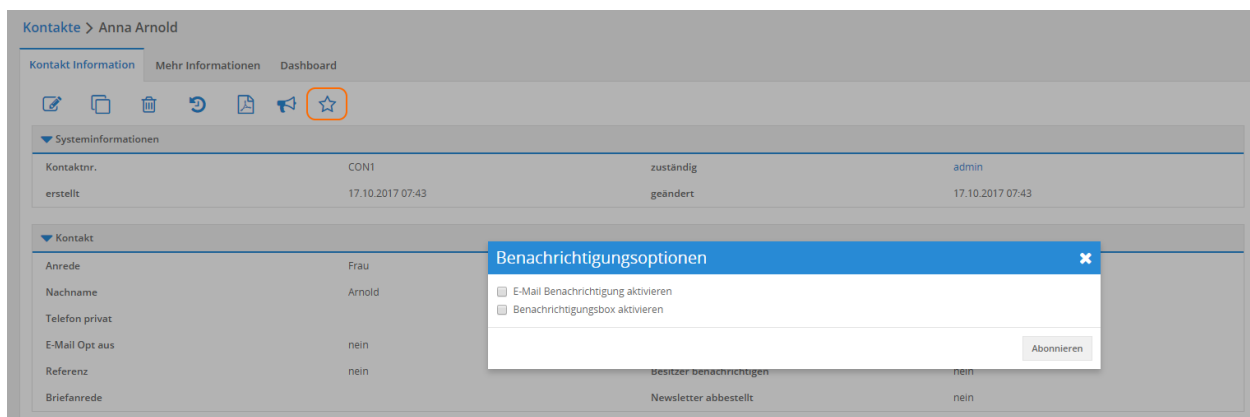 Kontakte > Anna Arnold
Kontakt Information Mehr Informationen Dashboard
Systeminformationen
Kontaktnr. CON1 zuständig admin
erstellt 17.10.2017 07:43 geändert 17.10.2017 07:43
Kontakt
Anrede Frau
Nachname Arnold
Telefon privat
E-Mail Opt aus nein
Referenz nein Besitzer benachrichtigen nein
Briefanrede Newsletter abbestellt nein
Benachrichtigungsoptionen
E-Mail Benachrichtigung aktivieren
Benachrichtigungsbox aktivieren
Abonnieren